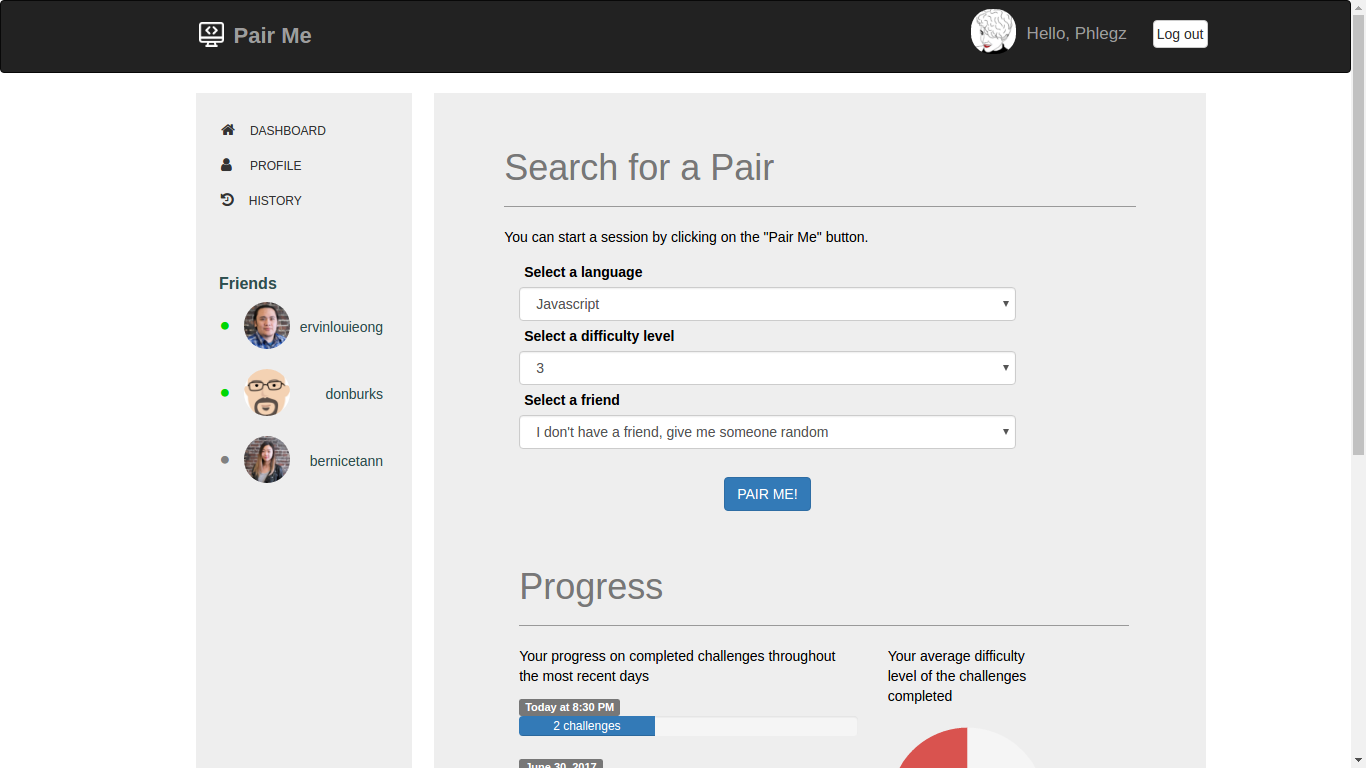 Pair Me
Hello, Phlegz
Log out
DASHBOARD
PROFILE
HISTORY
Friends
ervinlouieong
donburks
bernicetann
Search for a Pair
You can start a session by clicking on the "Pair Me" button.
Select a language
Javascript
Select a difficulty level
3
Select a friend
I don't have a friend, give me someone random
PAIR ME!
Progress
Your progress on completed challenges throughout
the most recent days
Today at 8:30 PM
2 challenges
June 30, 2017
Your average difficulty
level of the challenges
completed